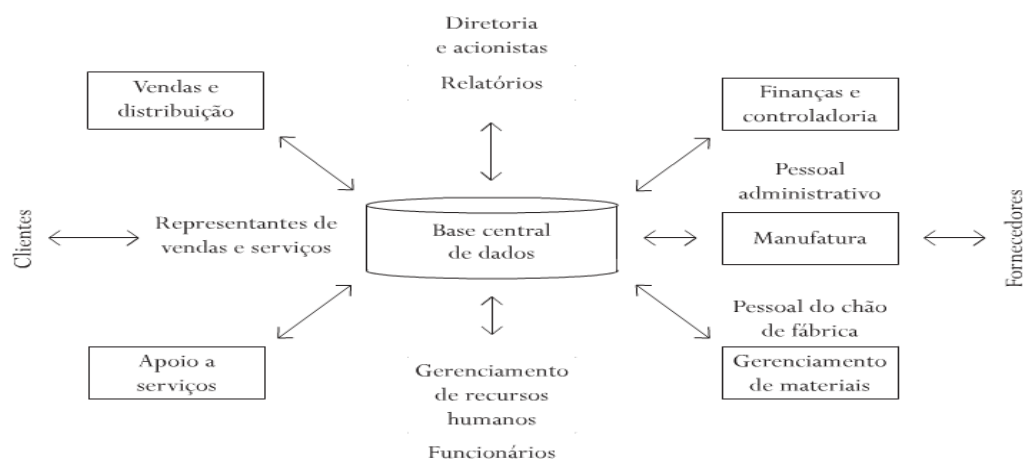 Diretoria
e acionistas
Relatórios
Vendas e
distribuição
Finanças e
controladoria
Pessoal
administrativo
Clientes
Representantes de
vendas e serviços
Base central
de dados
Manufatura
Fornecedores
Pessoal do chão
de fábrica
Apoio a
serviços
Gerenciamento
de recursos
humanos
Funcionários
Gerenciamento
de materiais